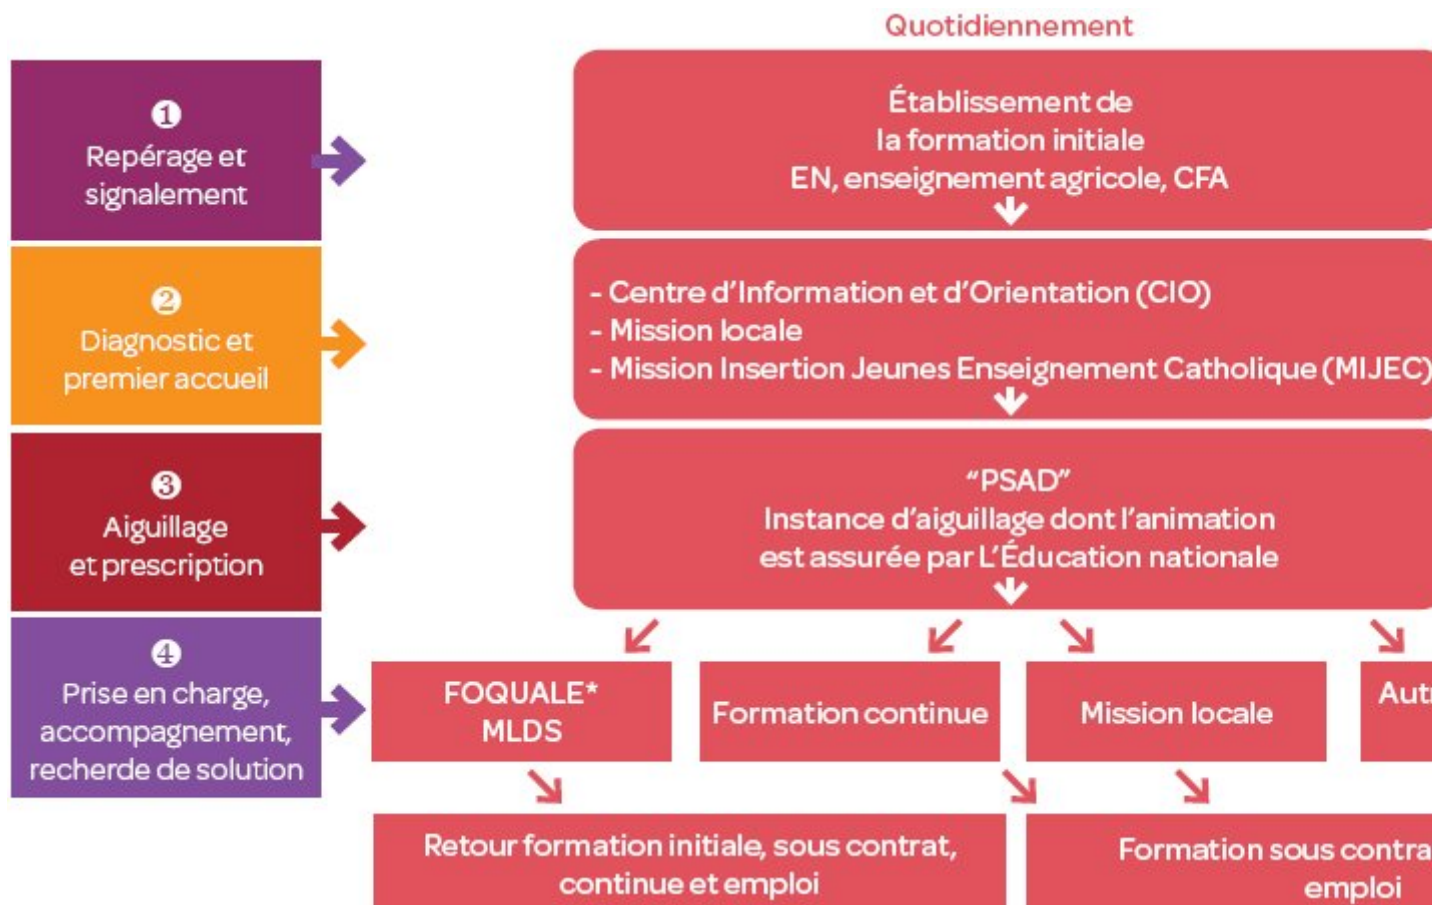 Quotidiennement
❶
Repérage et
signalement
Établissement de
la formation initiale
EN, enseignement agricole, CFA
❷
Diagnostic et
premier accueil
- Centre d'Information et d'Orientation (CIO)
- Mission locale
- Mission Insertion Jeunes Enseignement Catholique (MIJEC)
❸
Aiguillage
et prescription
“PSAD”
Instance d'aiguillage dont l'animation
est assurée par L'Éducation nationale
❹
Prise en charge,
accompagnement,
recherde de solution
FOQUALE*
MLDS
Formation continue
Mission locale
Retour formation initiale, sous contrat,
continue et emploi
Formation sous
emploi